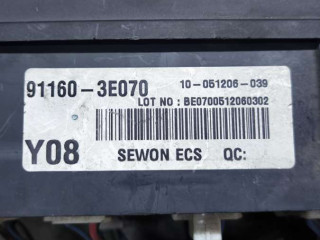 91160-3E070 10-051206-039
LOT NO : BE0700512060302
Y08 SEWON ECS QC: